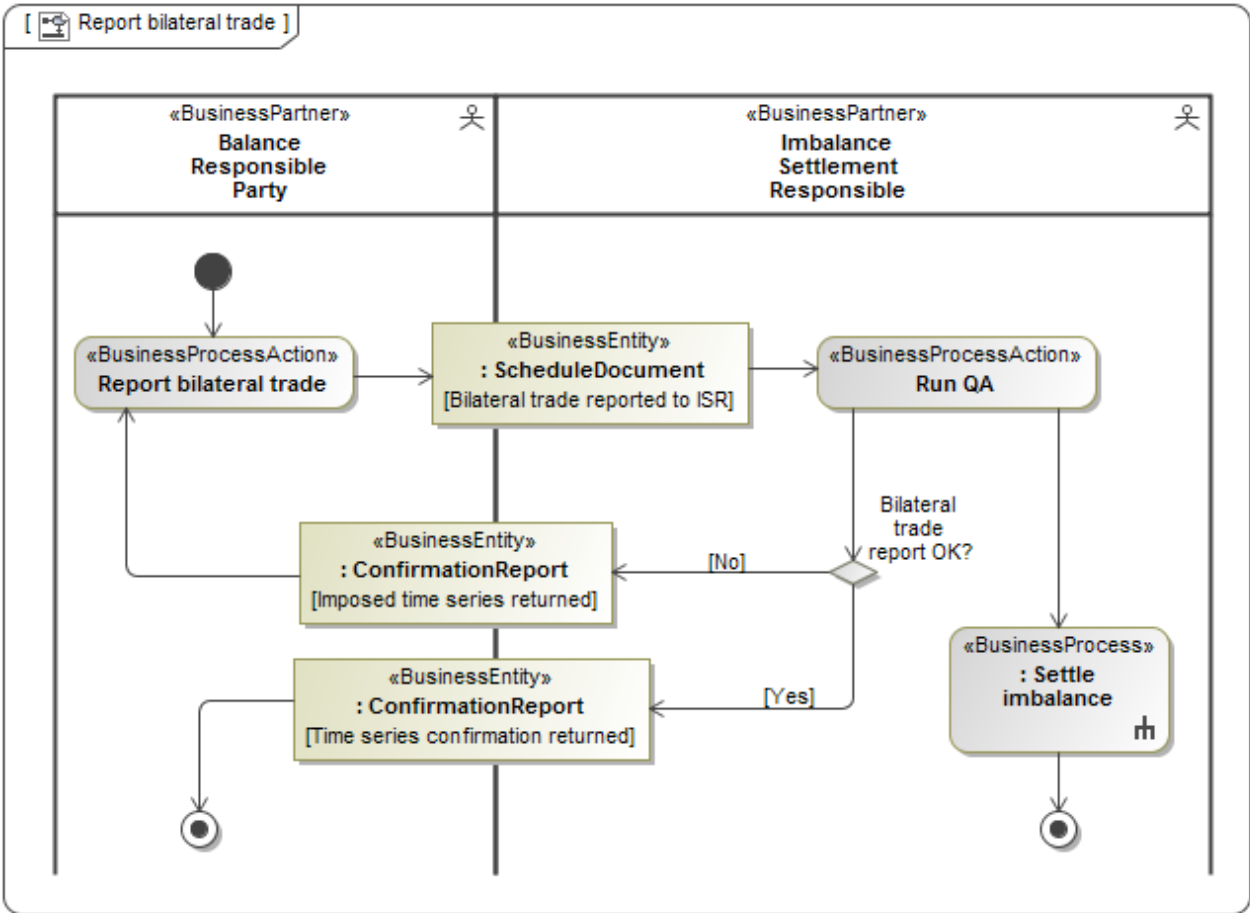 [ Report bilateral trade ]
«BusinessPartner»
Balance
Responsible
Party
«BusinessPartner»
Imbalance
Settlement
Responsible
«BusinessProcessAction»
Report bilateral trade
«BusinessEntity»
: ScheduleDocument
[Bilateral trade reported to ISR]
«BusinessProcessAction»
Run QA
Bilateral
trade
report OK?
[No]
«BusinessEntity»
: ConfirmationReport
[Imposed time series returned]
«BusinessEntity»
: ConfirmationReport
[Time series confirmation returned]
[Yes]
«BusinessProcess»
: Settle
imbalance